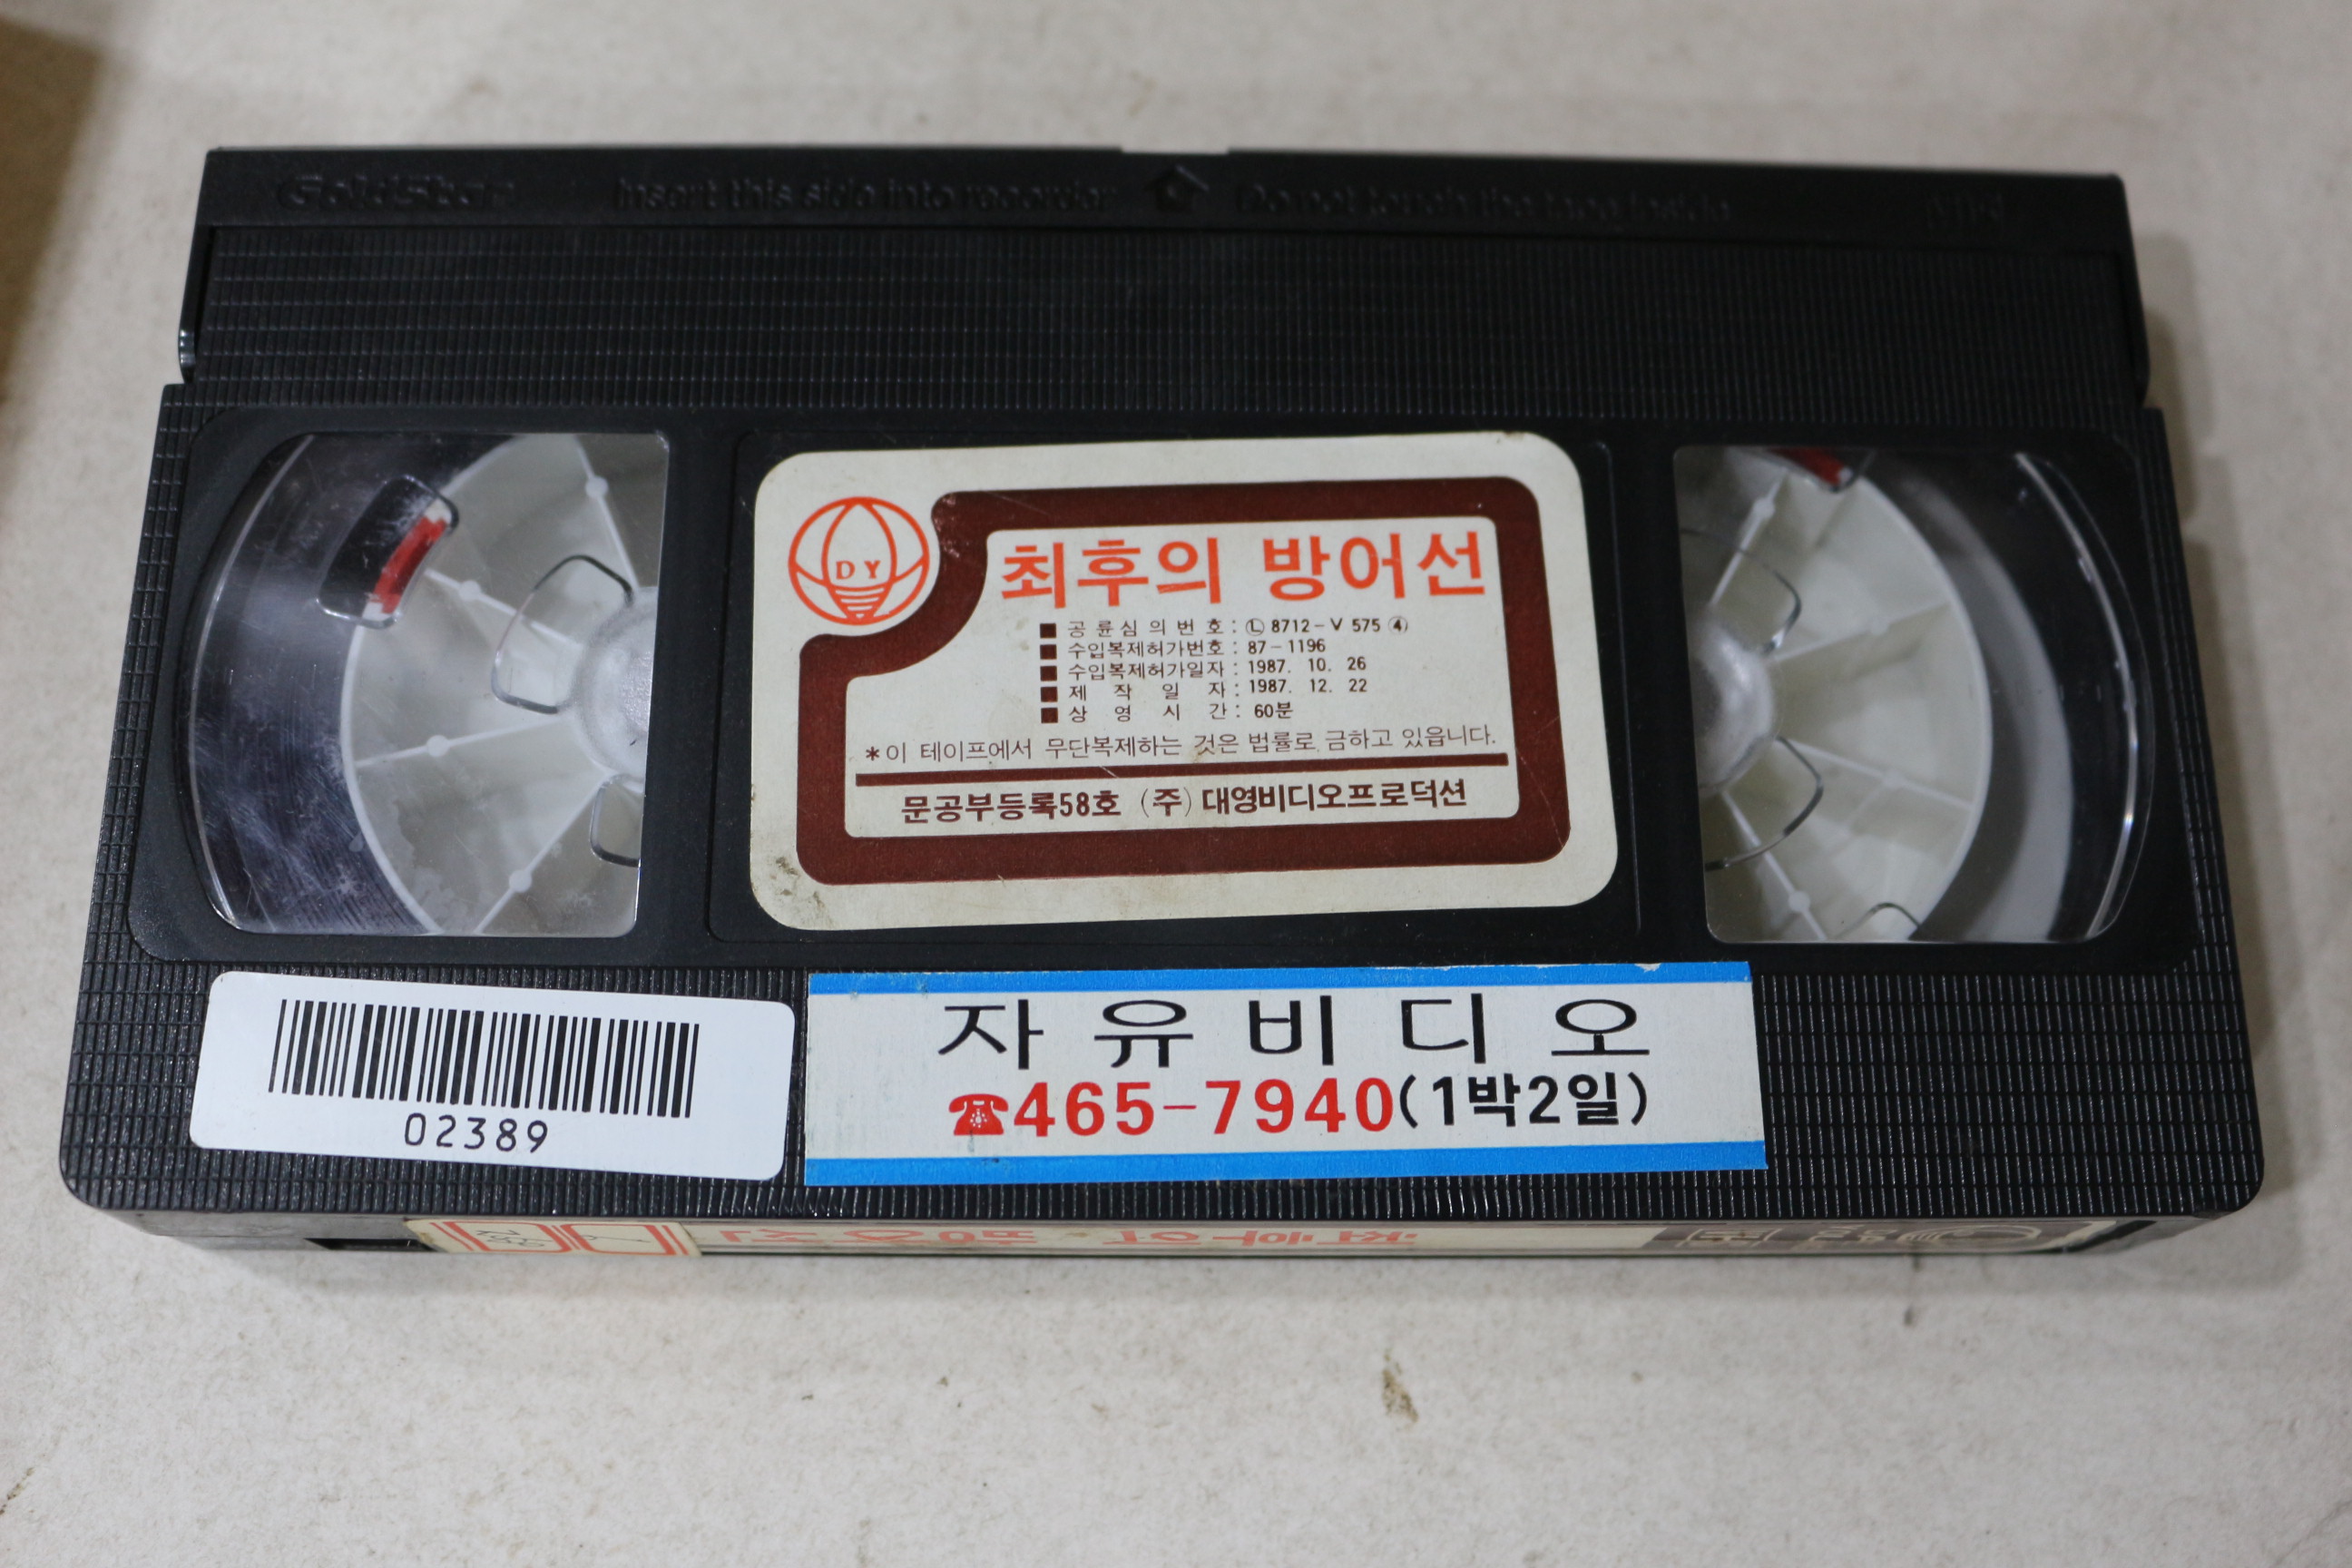 GoldStar Insert this side into recorder Do not touch the tape inside
DY
최후의 방어선
■ 공륜심의번호 : Ⓛ 8712-V 575 ④
■ 수입복제허가번호 : 87-1196
■ 수입복제허가일자 : 1987. 10. 26
■ 제작일자 : 1987. 12. 22
■ 상영시간 : 60분
*이 테이프에서 무단복제하는 것은 법률로 금하고 있읍니다.
문공부등록58호 (주) 대영비디오프로덕션
자유비디오
☎465-7940(1박2일)
02389